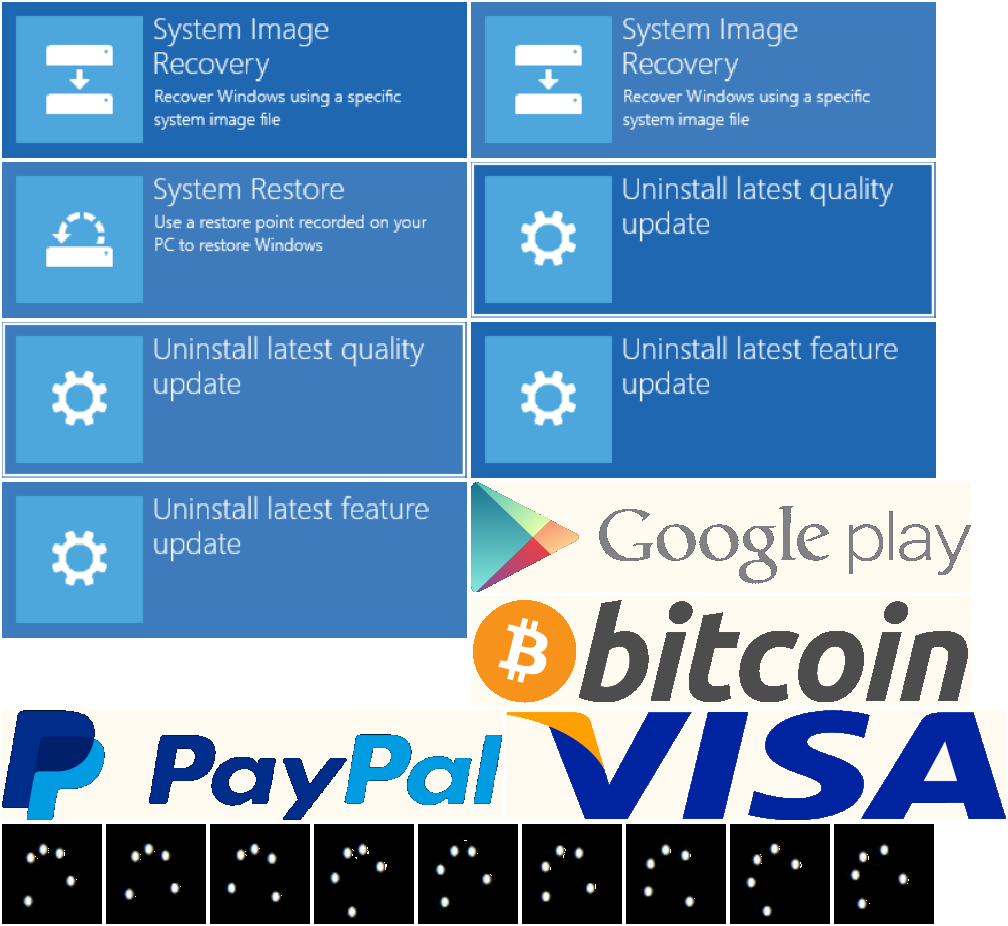 System Image
Recovery
Recover Windows using a specific
system image file
System Image
Recovery
Recover Windows using a specific
system image file
System Restore
Use a restore point recorded on your
PC to restore Windows
Uninstall latest quality
update
Uninstall latest quality
update
Uninstall latest feature
update
Uninstall latest feature
update
Google play
bitcoin
PayPal
VISA